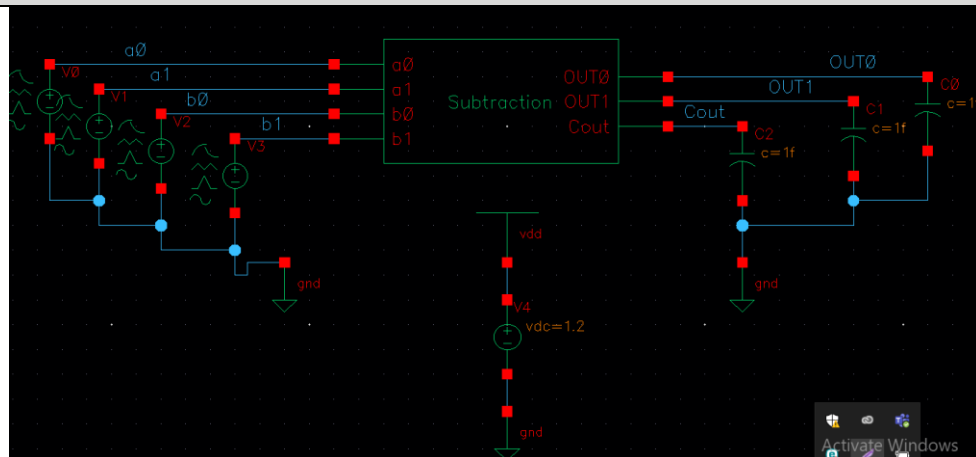 a0
V0
a1
V1
b0
V2
b1
V3
gnd
a0
a1
b0
b1
Subtraction
OUT0
OUT1
Cout
OUT0
OUT1
Cout
C0
C1
c=1f
C2
c=1f
gnd
vdd
V4
vdc=1.2
gnd
Activate Windows